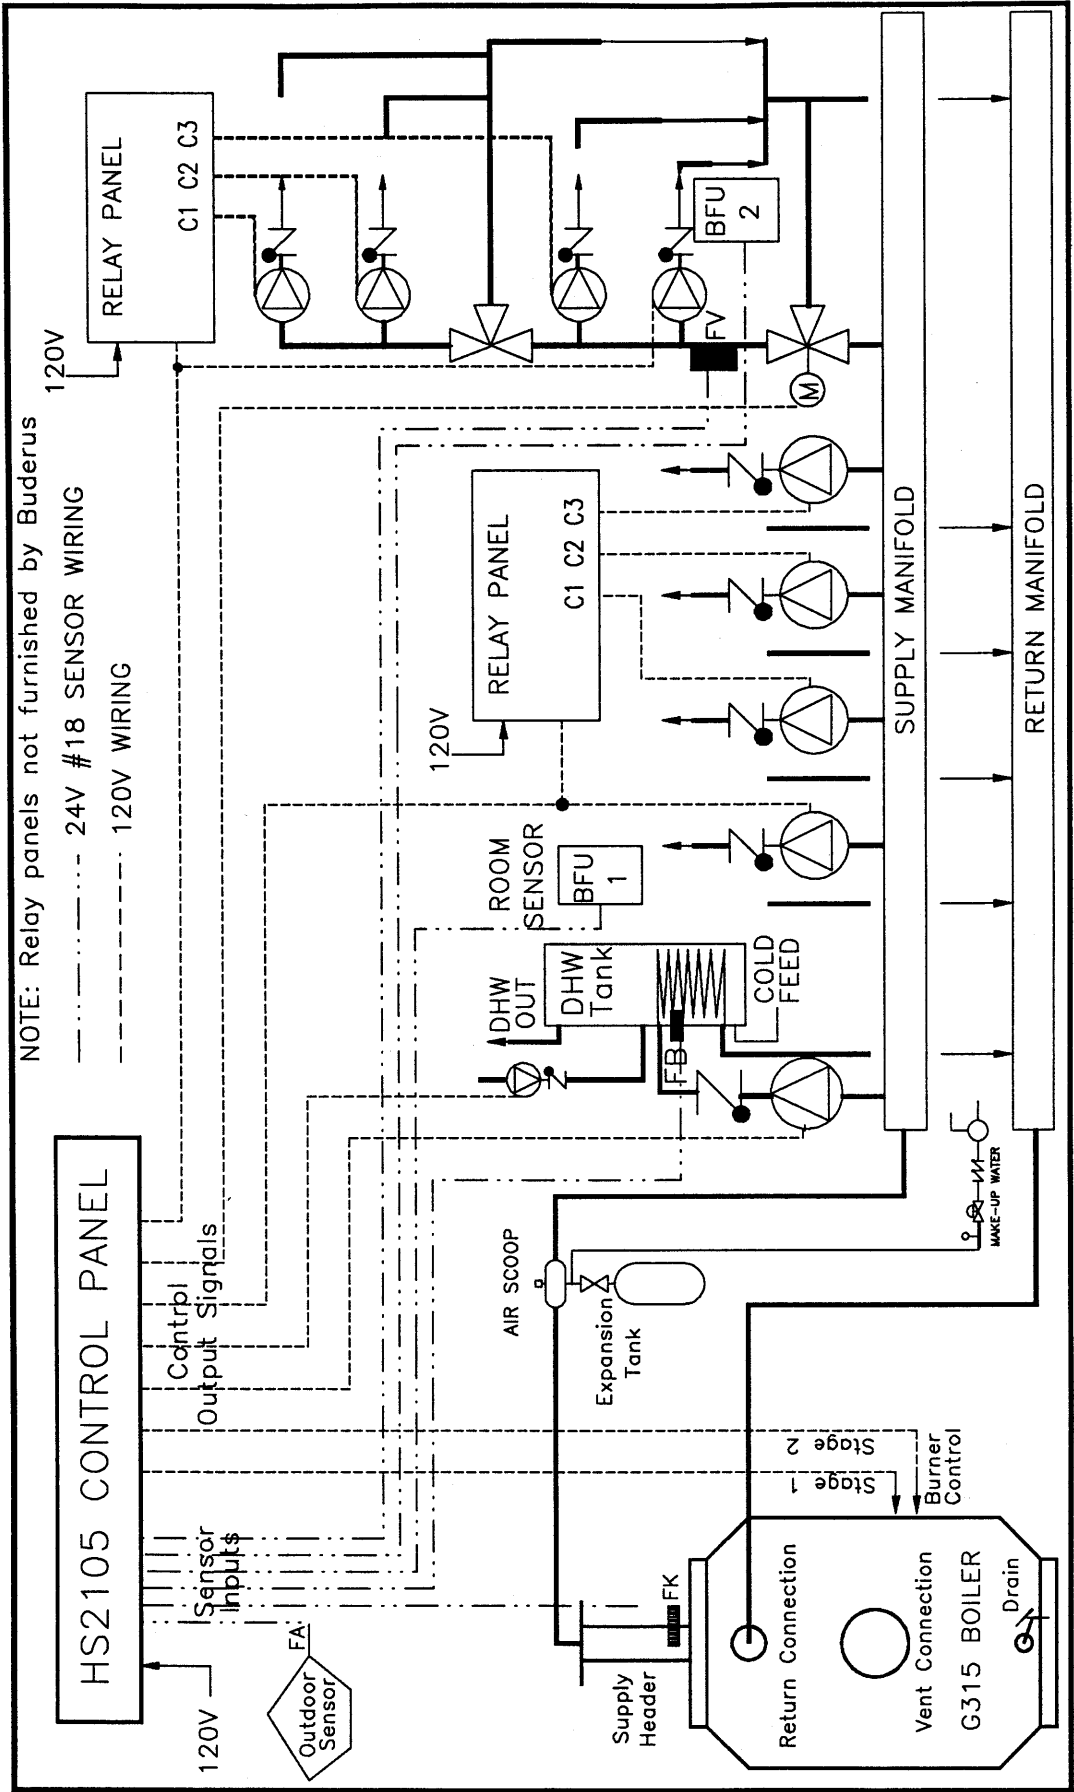 NOTE: Relay panels not furnished by Buderus
24V #18 SENSOR WIRING
120V WIRING
HS2105 CONTROL PANEL
120V
Sensor
Inputs
Control
Output Signals
Outdoor
Sensor
FA
Supply
Header
FK
Return Connection
Vent Connection
G315 BOILER
Drain
Stage 1
Stage 2
Burner
Control
AIR SCOOP
Expansion
Tank
MAKE-UP WATER
DHW
OUT
DHW
Tank
FB
COLD
FEED
ROOM
SENSOR
BFU
1
120V
RELAY PANEL
C1 C2 C3
120V
RELAY PANEL
C1 C2 C3
BFU
2
FV
M
SUPPLY MANIFOLD
RETURN MANIFOLD